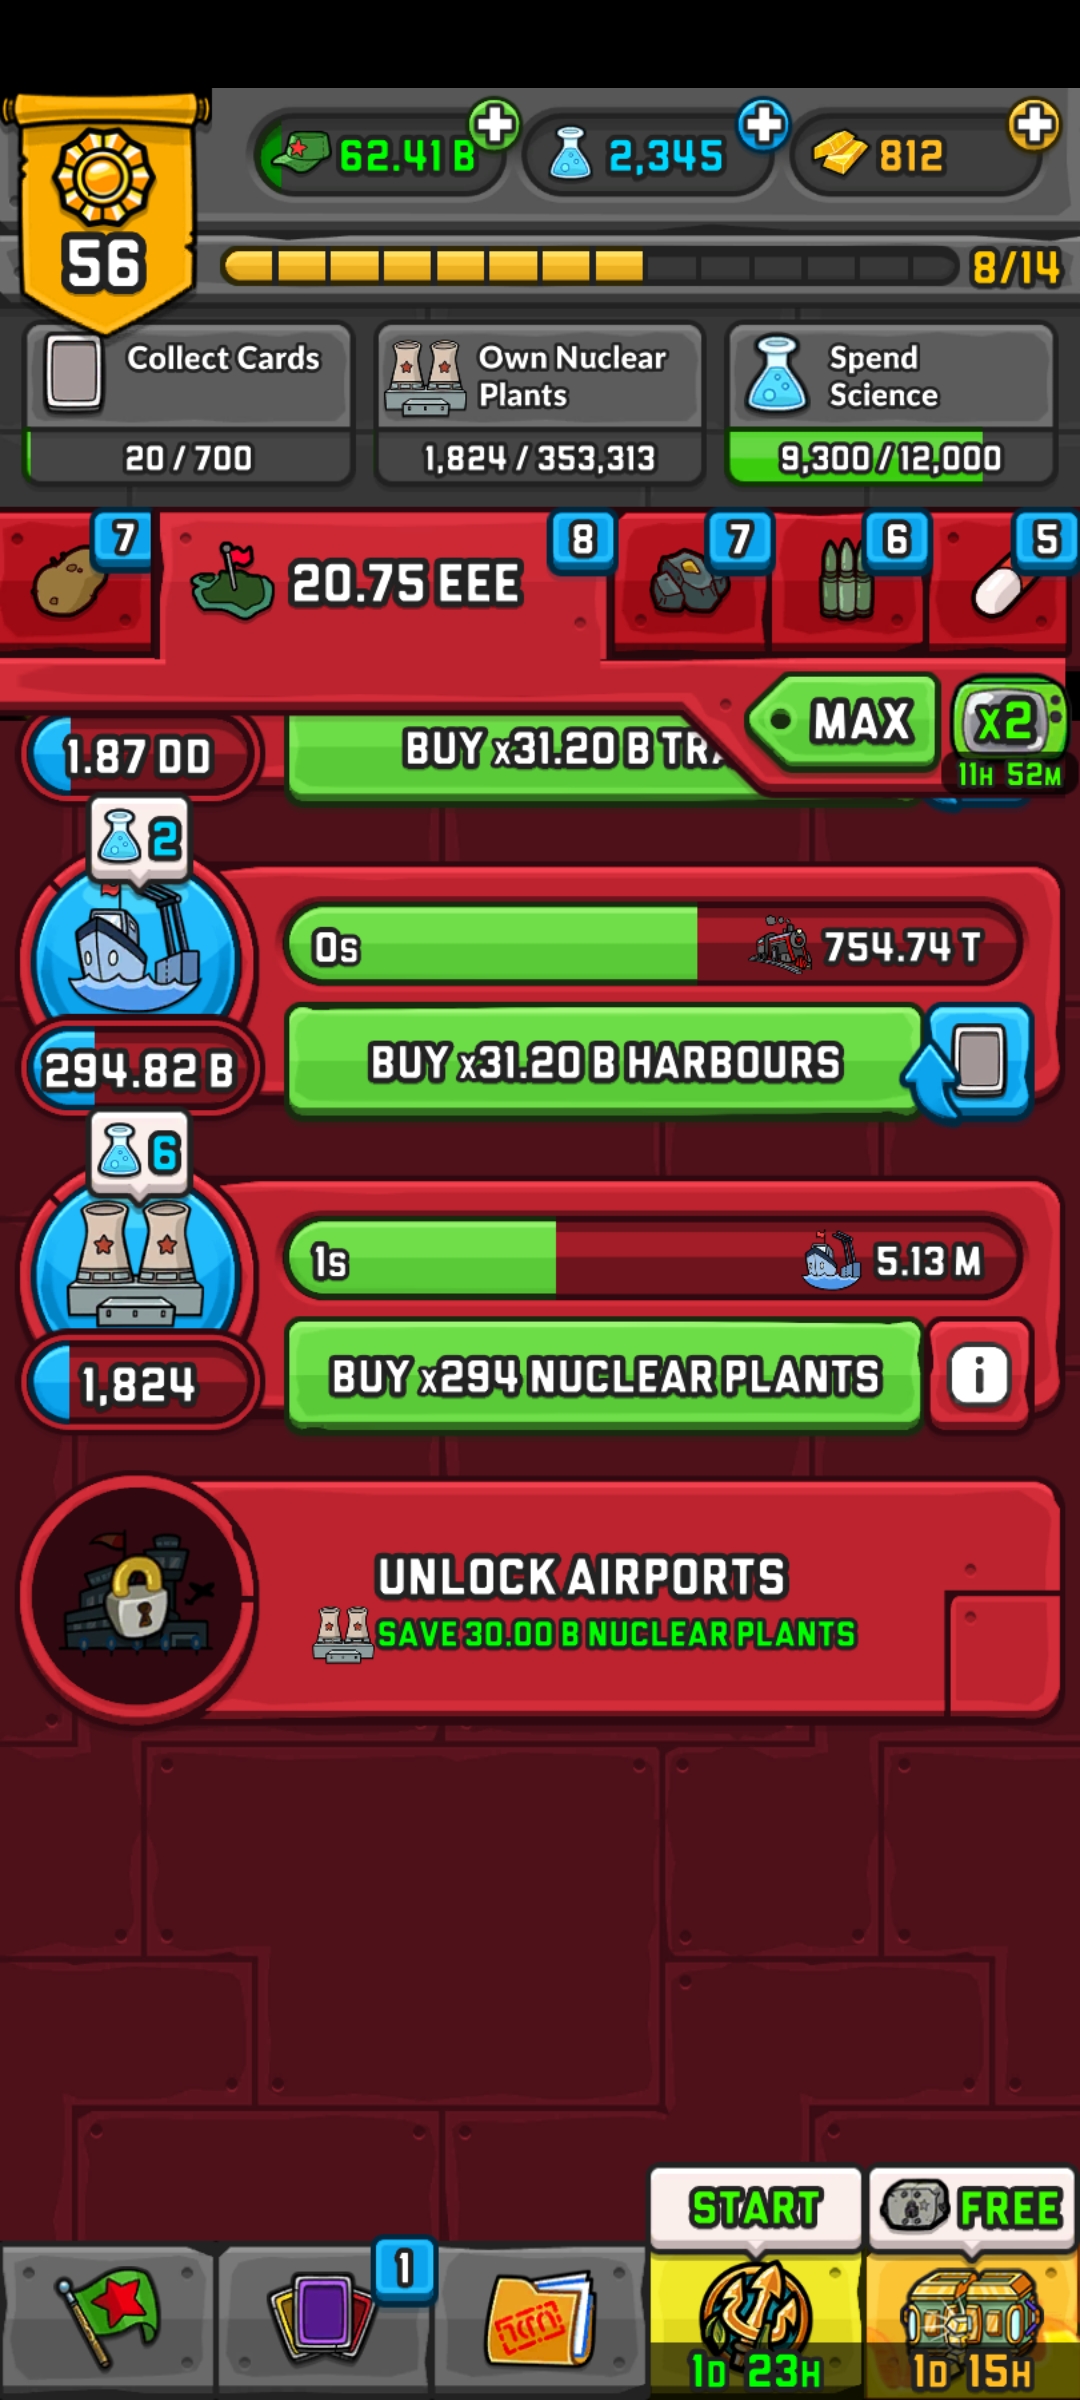 62.41 B
2,345
812
56
8/14
Collect Cards
20 / 700
Own Nuclear
Plants
1,824 / 353,313
Spend
Science
9,300 / 12,000
7
20.75 EEE
8
7
6
5
MAX
x2
11H 52M
1.87 DD
BUY x31.20 B
2
0s
754.74 T
294.82 B
BUY x31.20 B HARBOURS
6
1s
5.13 M
1,824
BUY x294 NUCLEAR PLANTS
i
UNLOCK AIRPORTS
SAVE 30.00 B NUCLEAR PLANTS
START
FREE
1
1D 23H
1D 15H